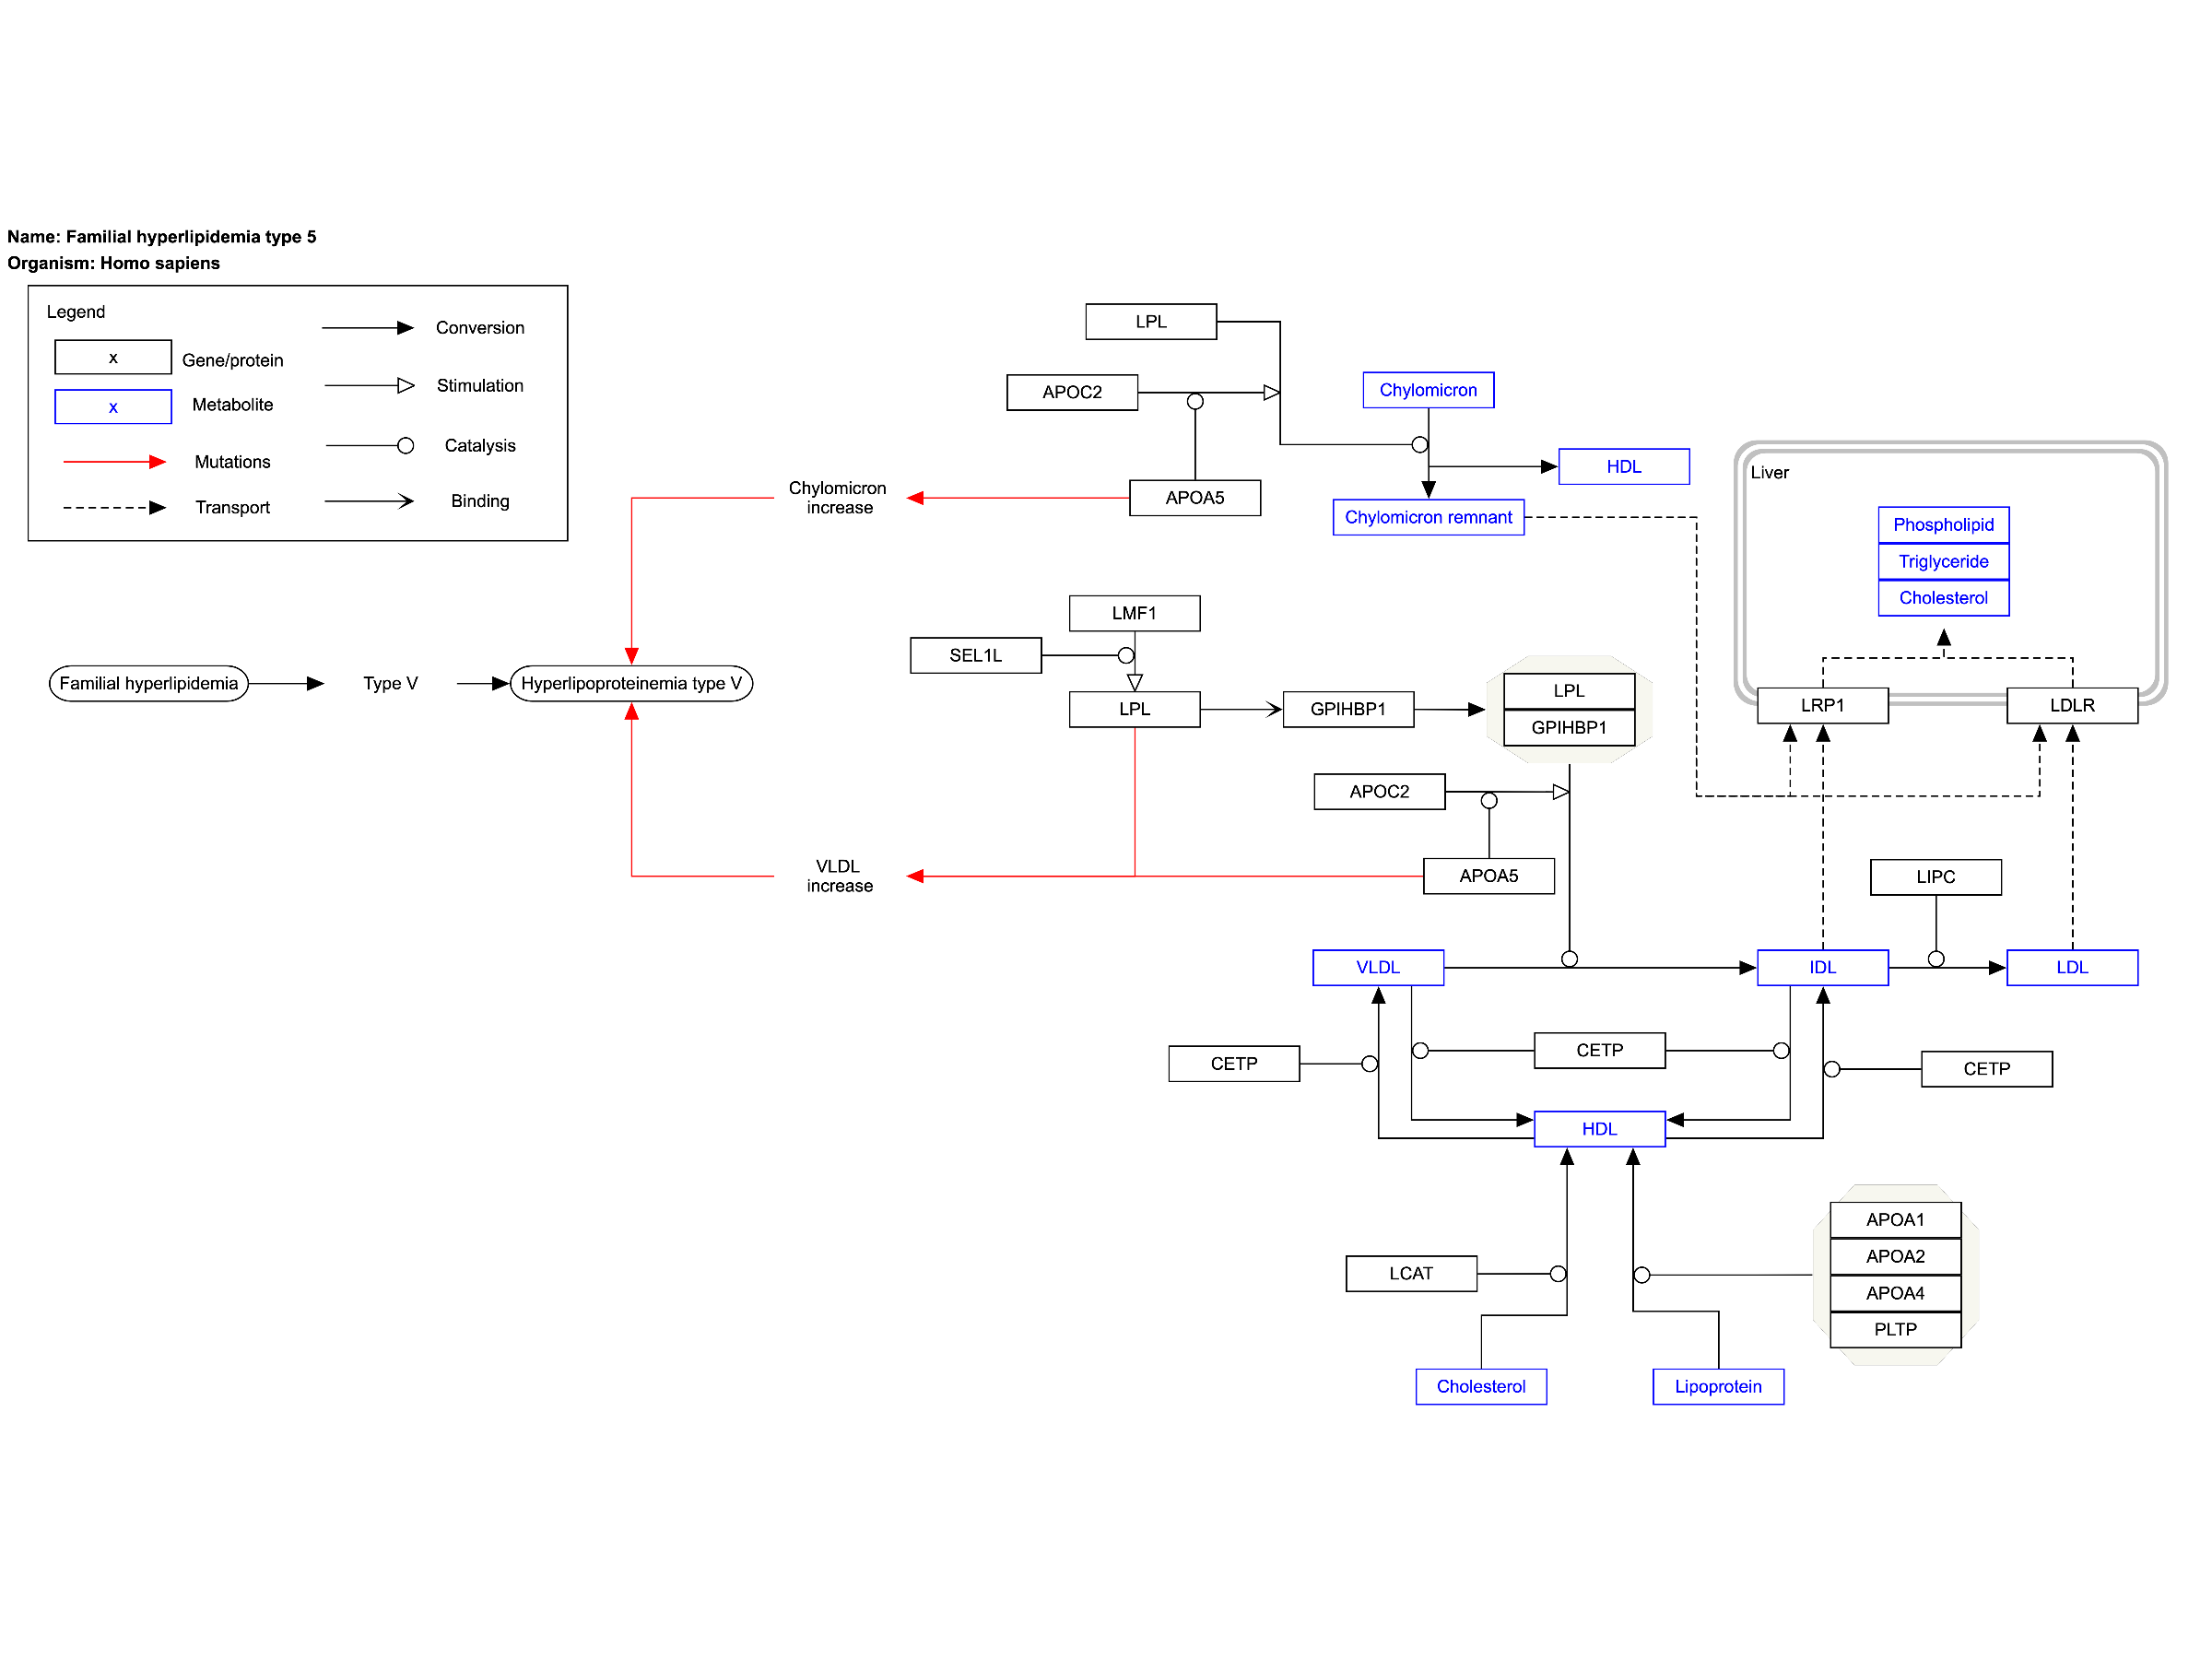 Name: Familial hyperlipidemia type 5
Organism: Homo sapiens
Legend
x
Gene/protein
x
Metabolite
Mutations
Transport
Conversion
Stimulation
Catalysis
Binding
LPL
APOC2
APOA5
Chylomicron
HDL
Chylomicron remnant
Chylomicron
increase
Liver
Phospholipid
Triglyceride
Cholesterol
LMF1
SEL1L
LPL
GPIHBP1
LPL
GPIHBP1
LRP1
LDLR
Familial hyperlipidemia
Type V
Hyperlipoproteinemia type V
APOC2
APOA5
VLDL
increase
LIPC
VLDL
IDL
LDL
CETP
CETP
CETP
HDL
LCAT
APOA1
APOA2
APOA4
PLTP
Cholesterol
Lipoprotein